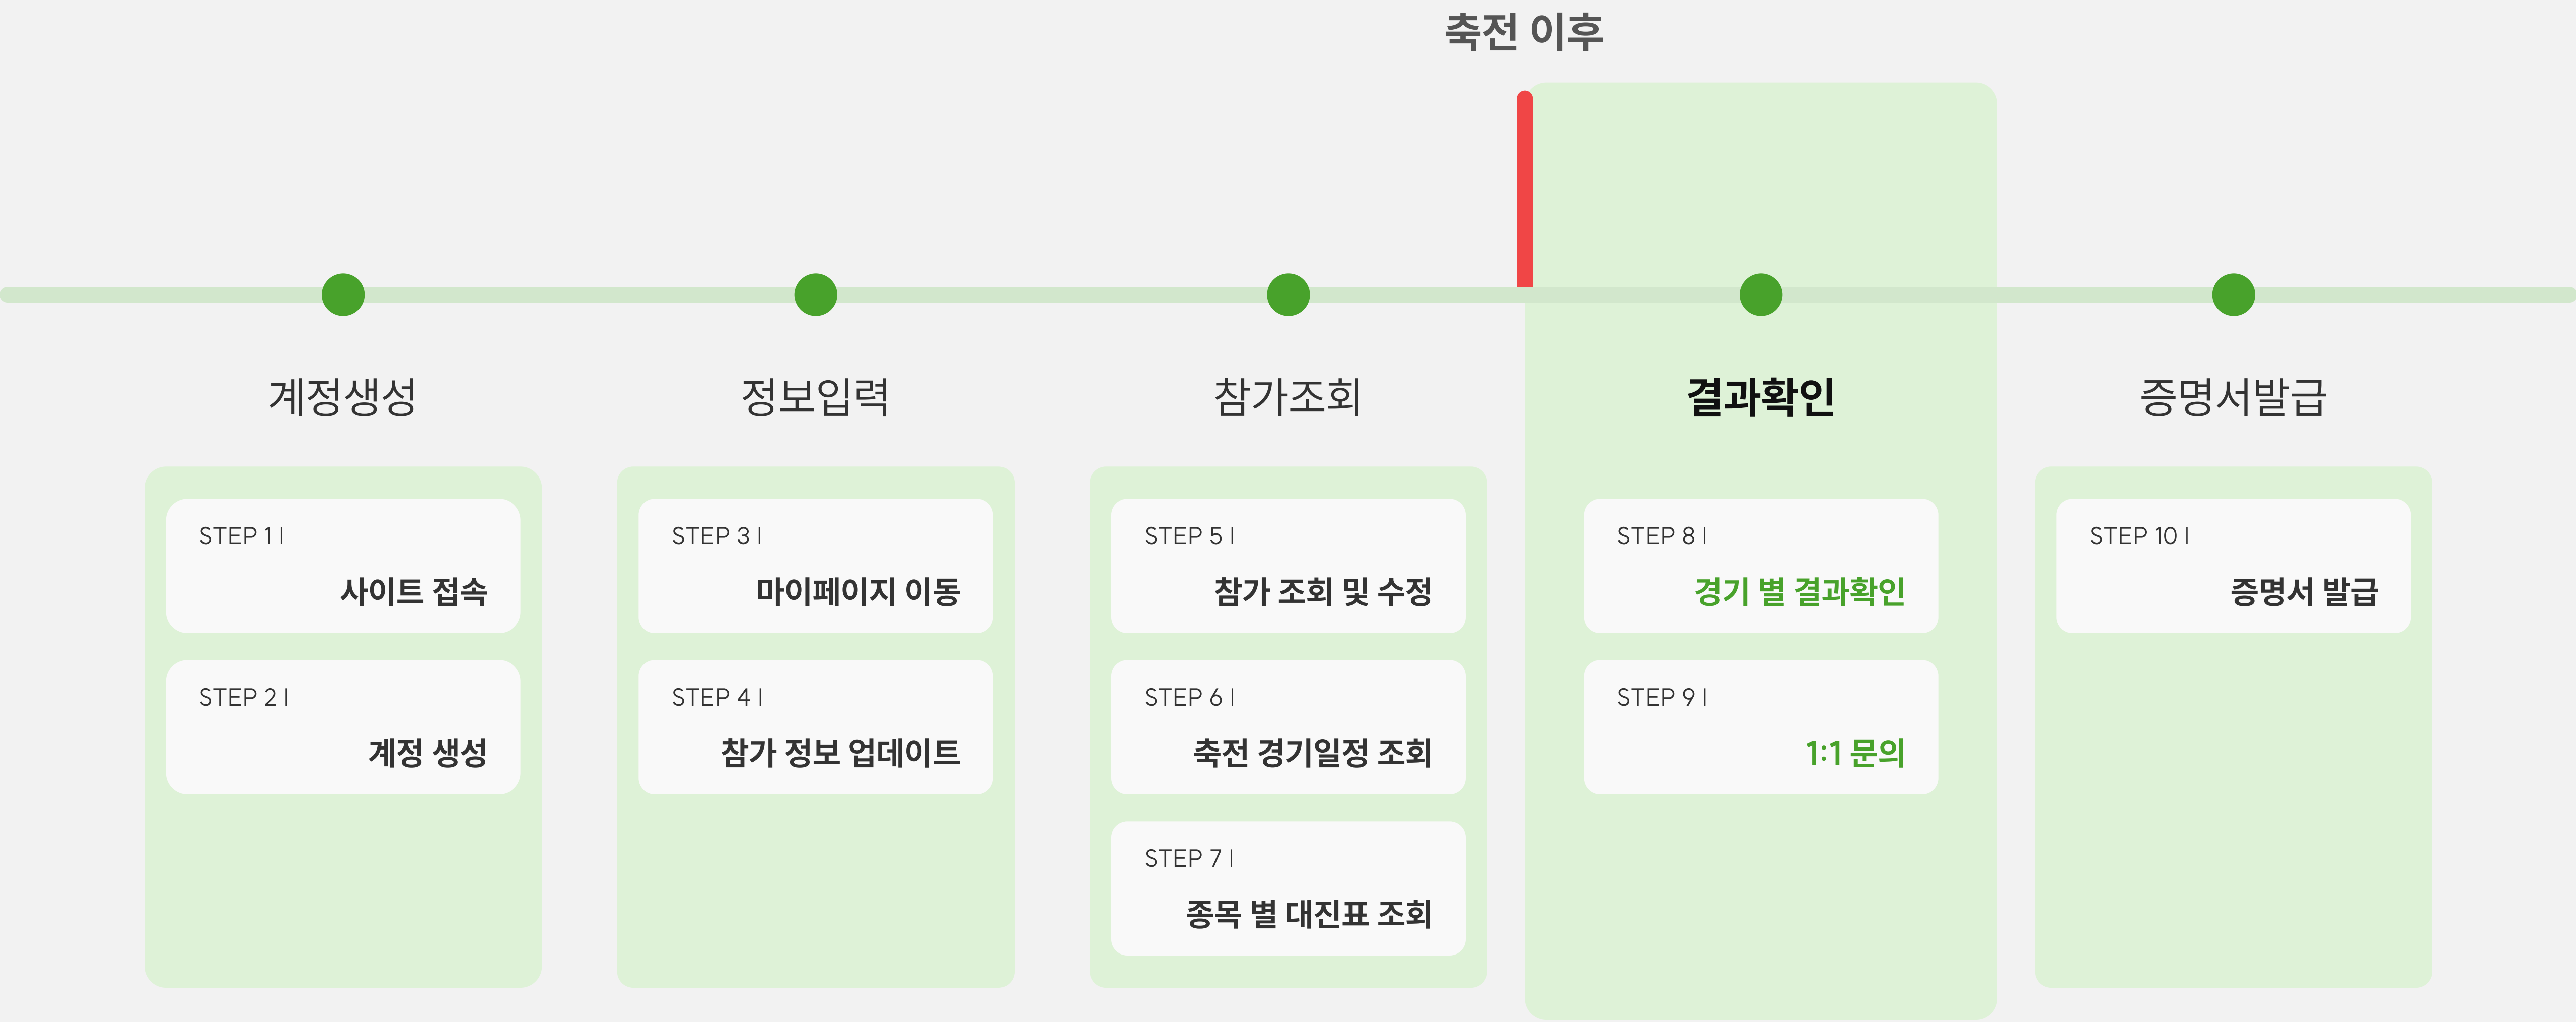 축전 이후
계정생성
STEP 1 |
사이트 접속
STEP 2 |
계정 생성
정보입력
STEP 3 |
마이페이지 이동
STEP 4 |
참가 정보 업데이트
참가조회
STEP 5 |
참가 조회 및 수정
STEP 6 |
축전 경기일정 조회
STEP 7 |
종목 별 대진표 조회
결과확인
STEP 8 |
경기 별 결과확인
STEP 9 |
1:1 문의
증명서발급
STEP 10 |
증명서 발급